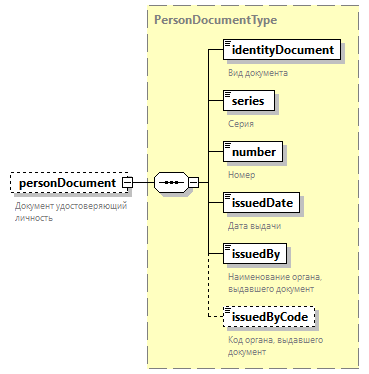 PersonDocumentType
identityDocument
Вид документа
series
Серия
number
Номер
personDocument
Документ удостоверяющий
личность
issuedDate
Дата выдачи
issuedBy
Наименование органа,
выдавшего документ
issuedByCode
Код органа, выдавшего
документ